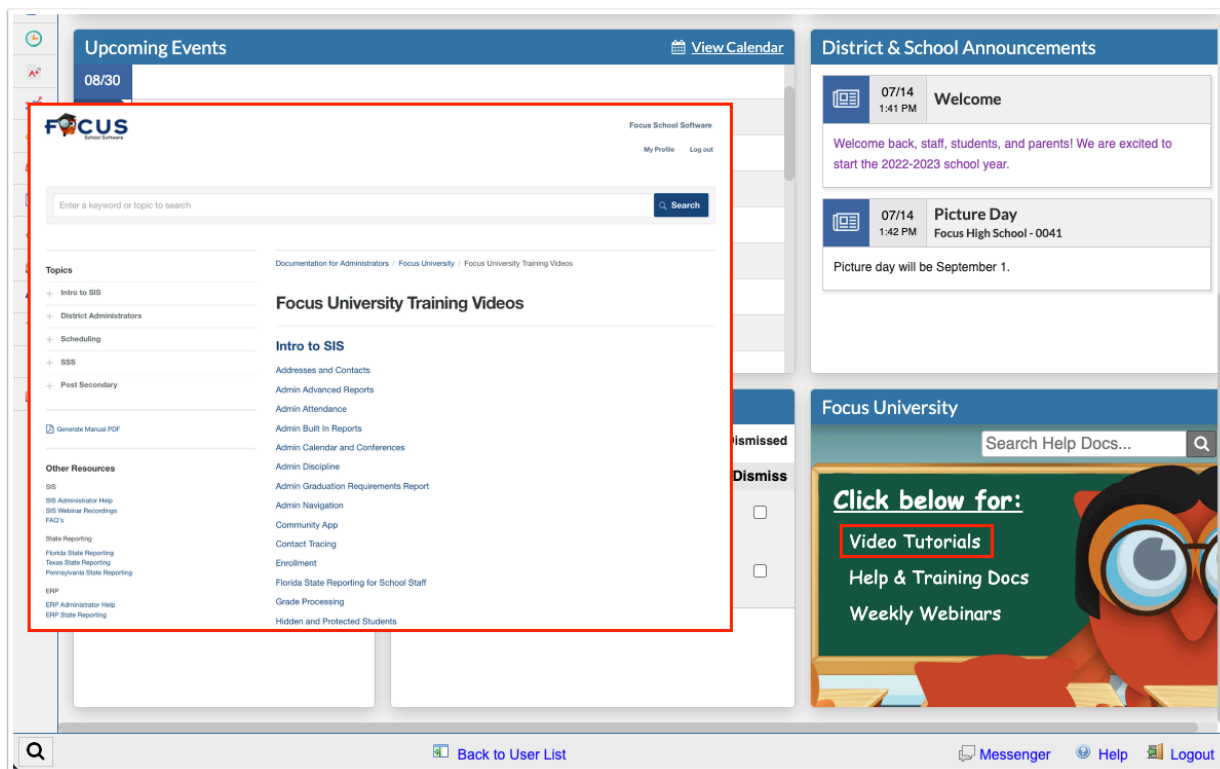 Upcoming Events
View Calendar
08/30
District & School Announcements
07/14
1:41 PM
Welcome
Welcome back, staff, students, and parents! We are excited to
start the 2022-2023 school year.
07/14
1:42 PM
Picture Day
Focus High School - 0041
Picture day will be September 1.
FOCUS
School Software
Focus School Software
My Profile
Log out
Enter a keyword or topic to search
Search
Topics
+ Intro to SIS
+ District Administrators
+ Scheduling
+ SSS
+ Post Secondary
Generate Manual PDF
Other Resources
SIS
SIS Administrator Help
SIS Webinar Recordings
FAQ's
State Reporting
Florida State Reporting
Texas State Reporting
Pennsylvania State Reporting
ERP
ERP Administrator Help
ERP State Reporting
Documentation for Administrators / Focus University / Focus University Training Videos
Focus University Training Videos
Intro to SIS
Addresses and Contacts
Admin Advanced Reports
Admin Attendance
Admin Built In Reports
Admin Calendar and Conferences
Admin Discipline
Admin Graduation Requirements Report
Admin Navigation
Community App
Contact Tracing
Enrollment
Florida State Reporting for School Staff
Grade Processing
Hidden and Protected Students
ismissed
Dismiss
Focus University
Search Help Docs...
Click below for:
Video Tutorials
Help & Training Docs
Weekly Webinars
Back to User List
Messenger
Help
Logout